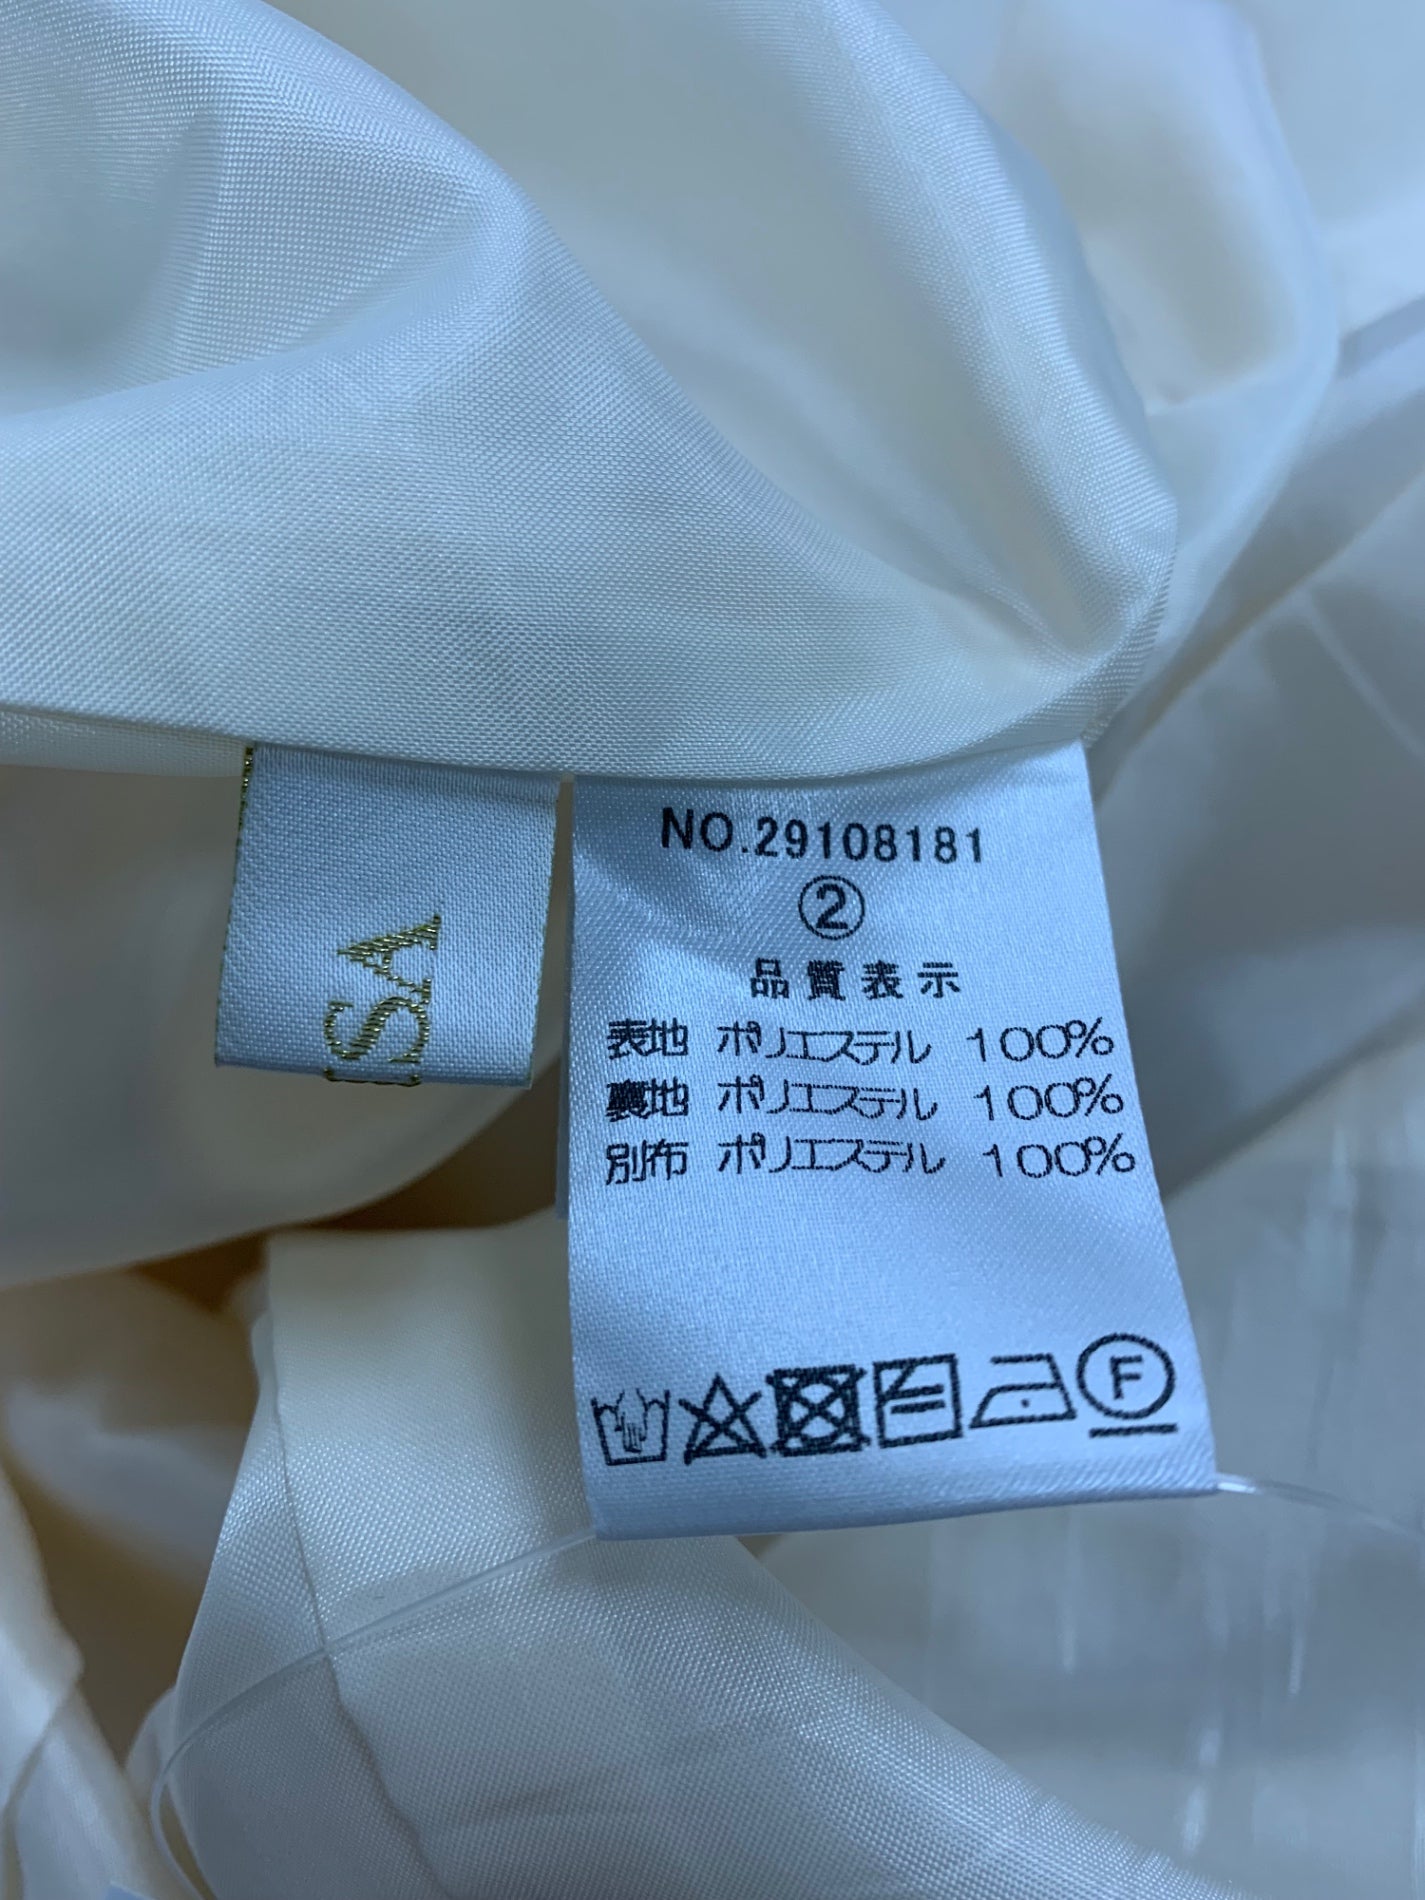 SA
NO.29108181
②
品質表示
表地 ポリエステル 100%
裏地 ポリエステル 100%
別布 ポリエステル 100%
F